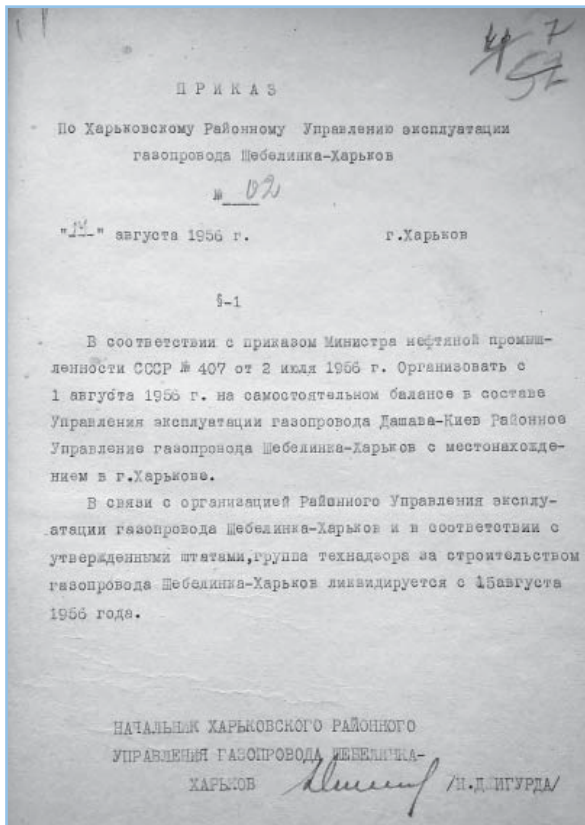 7
П Р И К А З
По Харьковскому Районному Управлению эксплуатации
газопровода Шебелинка-Харьков
№ 02
"14" августа 1956 г. г.Харьков
§-1
В соответствии с приказом Министра нефтяной промыш-
ленности СССР № 407 от 2 июля 1956 г. Организовать с
1 августа 1956 г. на самостоятельном балансе в составе
Управления эксплуатации газопровода Дашава-Киев Районное
Управление газопровода Шебелинка-Харьков с местонахожде-
нием в г.Харькове.
В связи с организацией Районного Управления эксплу-
атации газопровода Шебелинка-Харьков и в соответствии с
утвержденными штатами,группа технадзора за строительством
газопровода Шебелинка-Харьков ликвидируется с 15августа
1956 года.
НАЧАЛЬНИК ХАРЬКОВСКОГО РАЙОННОГО
УПРАВЛЕНИЯ ГАЗОПРОВОДА ШЕБЕЛИНКА-
ХАРЬКОВ /Н.ДЖИГУРДА/